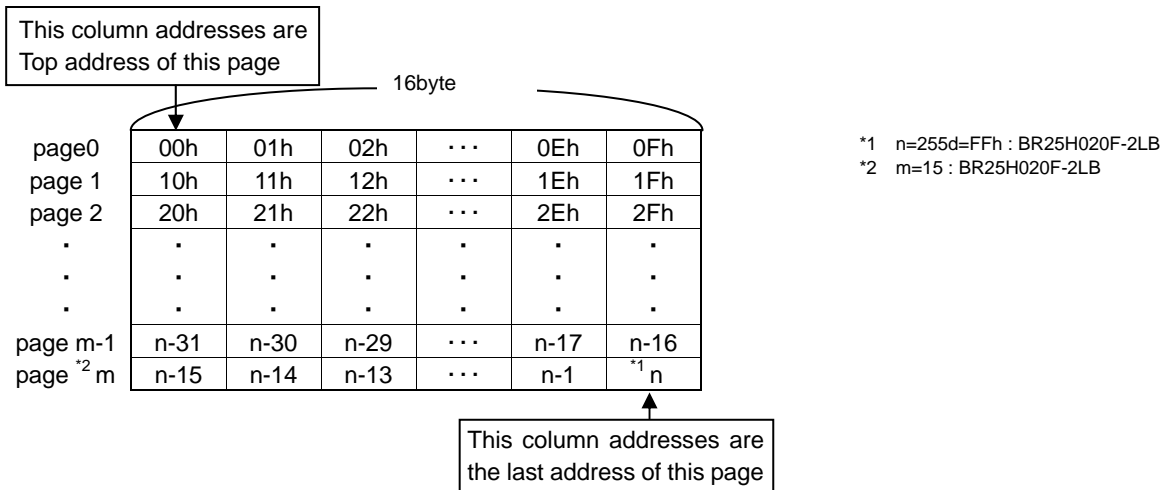 This column addresses are
Top address of this page
16byte
page0 00h 01h 02h ··· 0Eh 0Fh
page 1 10h 11h 12h ··· 1Eh 1Fh
page 2 20h 21h 22h ··· 2Eh 2Fh
· · · · · · ·
· · · · · · ·
· · · · · · ·
page m-1 n-31 n-30 n-29 ··· n-17 n-16
page *2 m n-15 n-14 n-13 ··· n-1 *1 n
This column addresses are
the last address of this page
*1 n=255d=FFh : BR25H020F-2LB
*2 m=15 : BR25H020F-2LB